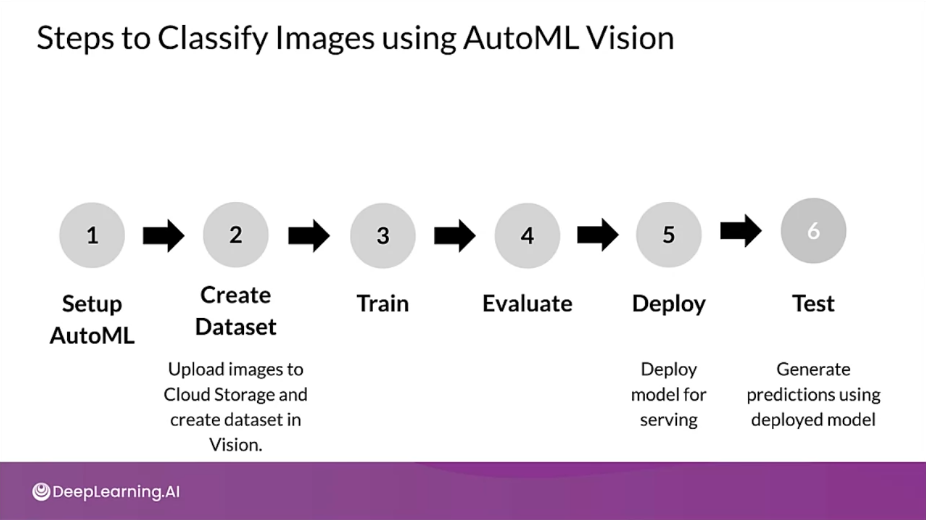 Steps to Classify Images using AutoML Vision
1
2
3
4
5
6
Setup
AutoML
Create
Dataset
Train
Evaluate
Deploy
Test
Upload images to
Cloud Storage and
create dataset in
Vision.
Deploy
model for
serving
Generate
predictions using
deployed model
DeepLearning.AI